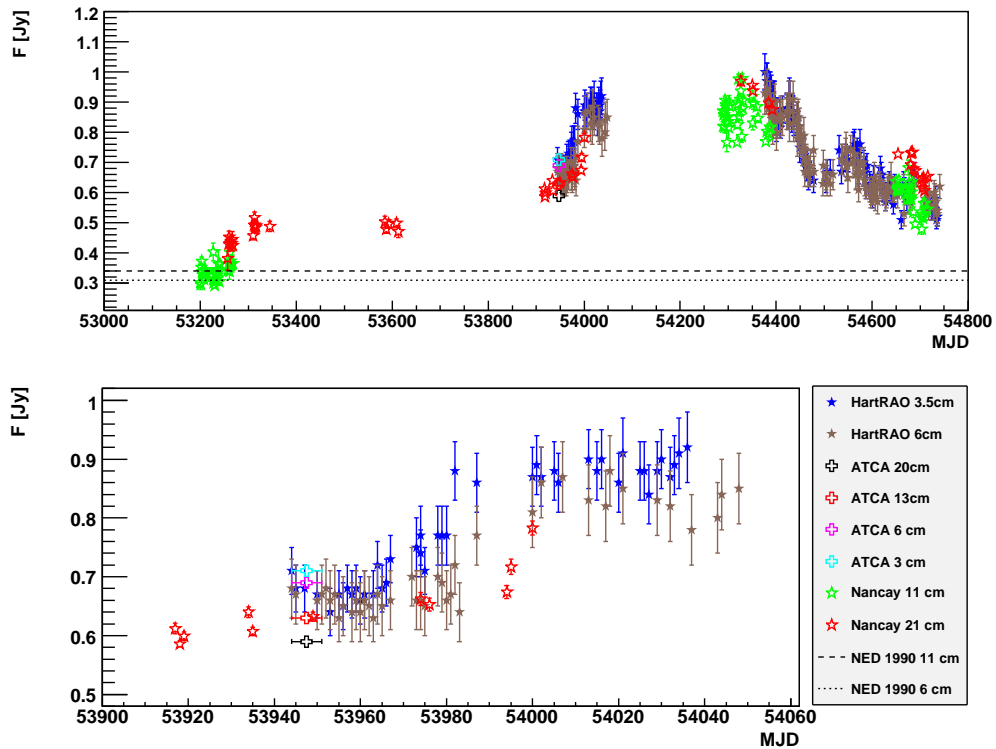 F [Jy]
1.2
1.1
1
0.9
0.8
0.7
0.6
0.5
0.4
0.3
53000 53200 53400 53600 53800 54000 54200 54400 54600 54800
MJD
F [Jy]
1
0.9
0.8
0.7
0.6
0.5
53900 53920 53940 53960 53980 54000 54020 54040 54060
MJD
HartRAO 3.5cm
HartRAO 6cm
ATCA 20cm
ATCA 13cm
ATCA 6 cm
ATCA 3 cm
Nancay 11 cm
Nancay 21 cm
NED 1990 11 cm
NED 1990 6 cm